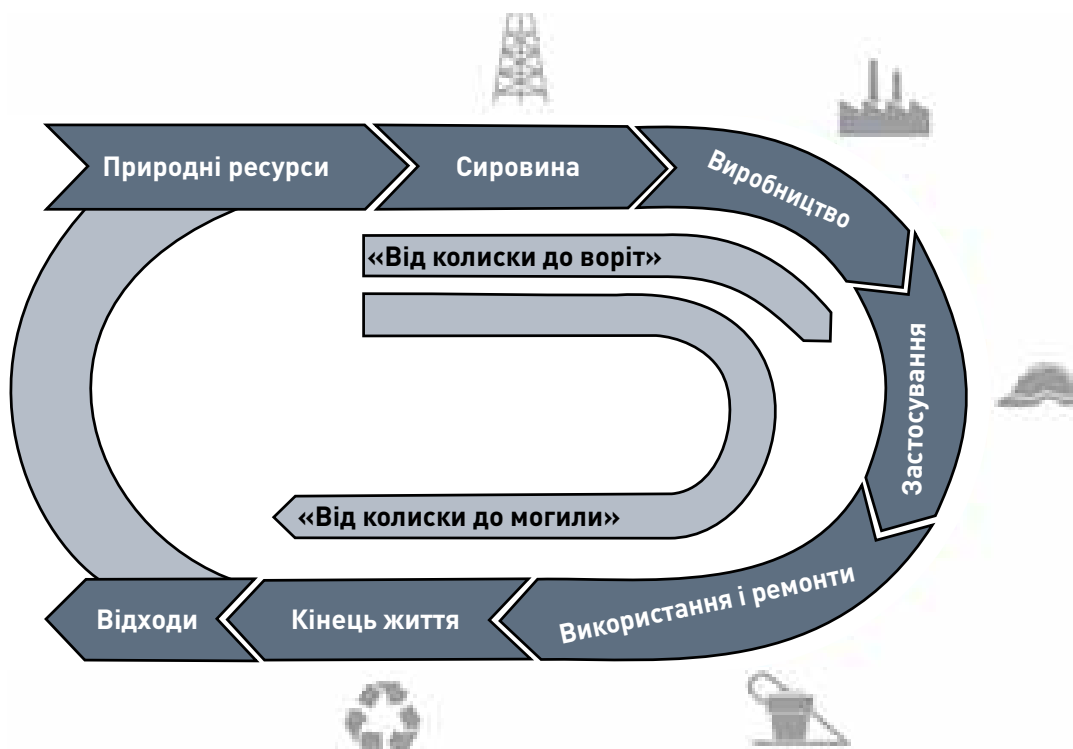 Природні ресурси
Сировина
Виробництво
«Від колиски до воріт»
Застосування
«Від колиски до могили»
Використання і ремонти
Кінець життя
Відходи